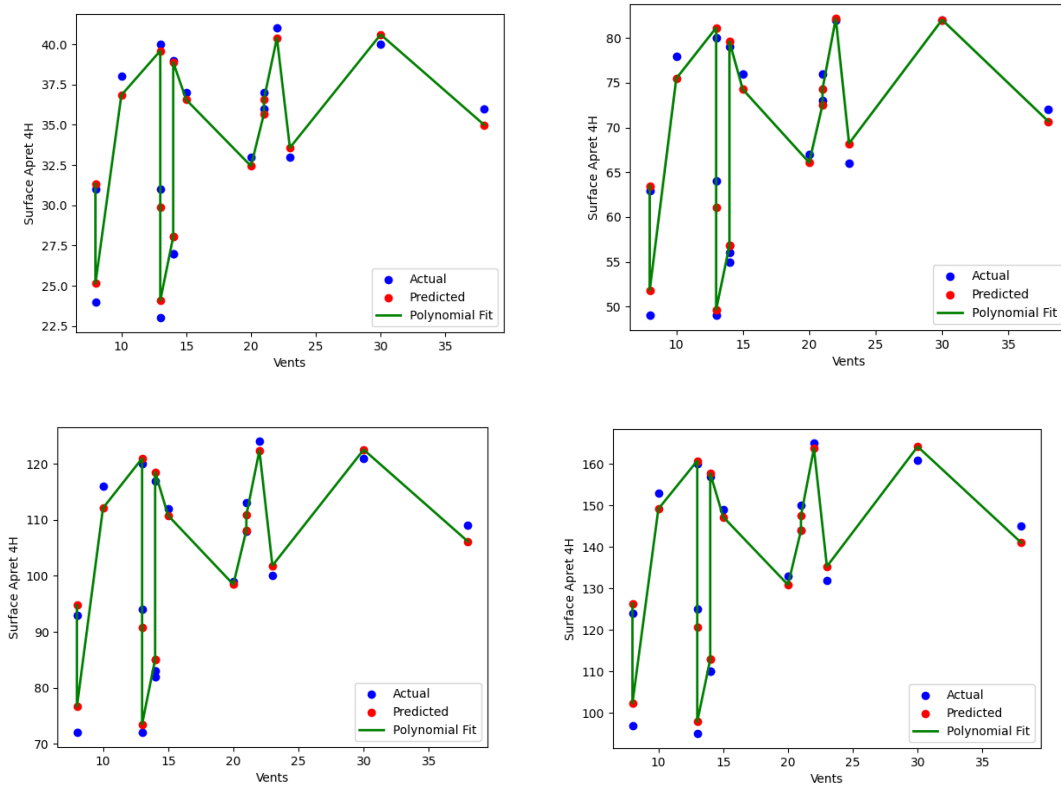 40.0
37.5
35.0
32.5
30.0
27.5
25.0
22.5
Surface Apret 4H
10 15 20 25 30 35
Vents
Actual
Predicted
Polynomial Fit
80
75
70
65
60
55
50
Surface Apret 4H
10 15 20 25 30 35
Vents
Actual
Predicted
Polynomial Fit
120
110
100
90
80
70
Surface Apret 4H
10 15 20 25 30 35
Vents
Actual
Predicted
Polynomial Fit
160
150
140
130
120
110
100
Surface Apret 4H
10 15 20 25 30 35
Vents
Actual
Predicted
Polynomial Fit